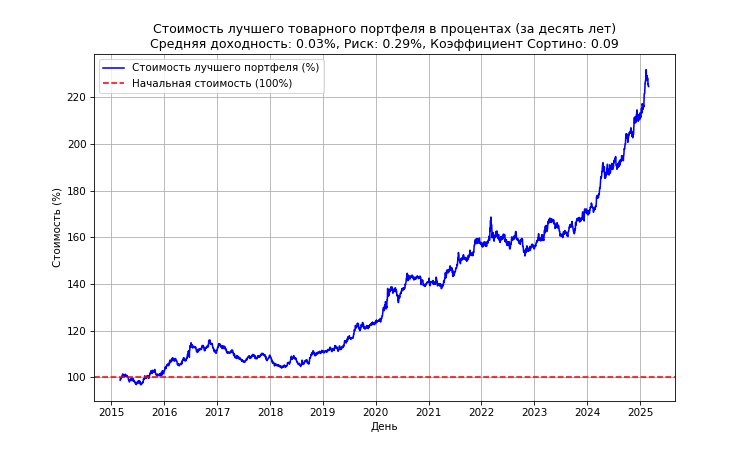 Стоимость лучшего товарного портфеля в процентах (за десять лет)
Средняя доходность: 0.03%, Риск: 0.29%, Коэффициент Сортино: 0.09
Стоимость лучшего портфеля (%)
Начальная стоимость (100%)
Стоимость (%)
220
200
180
160
140
120
100
2015 2016 2017 2018 2019 2020 2021 2022 2023 2024 2025
День